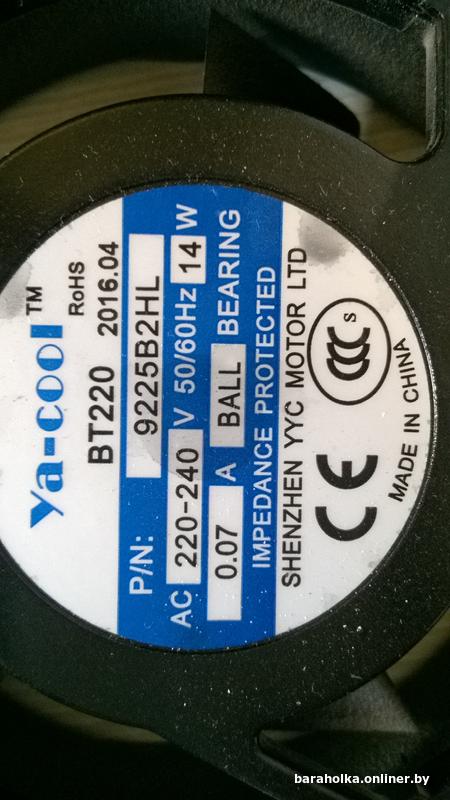 ya-cool™
RoHS
BT220 2016.04
P/N: 9225B2HL
AC 220-240 V 50/60Hz 14 W
0.07 A BALL BEARING
IMPEDANCE PROTECTED
SHENZHEN YYC MOTOR LTD
CE CCC S
MADE IN CHINA
baraholka.onliner.by